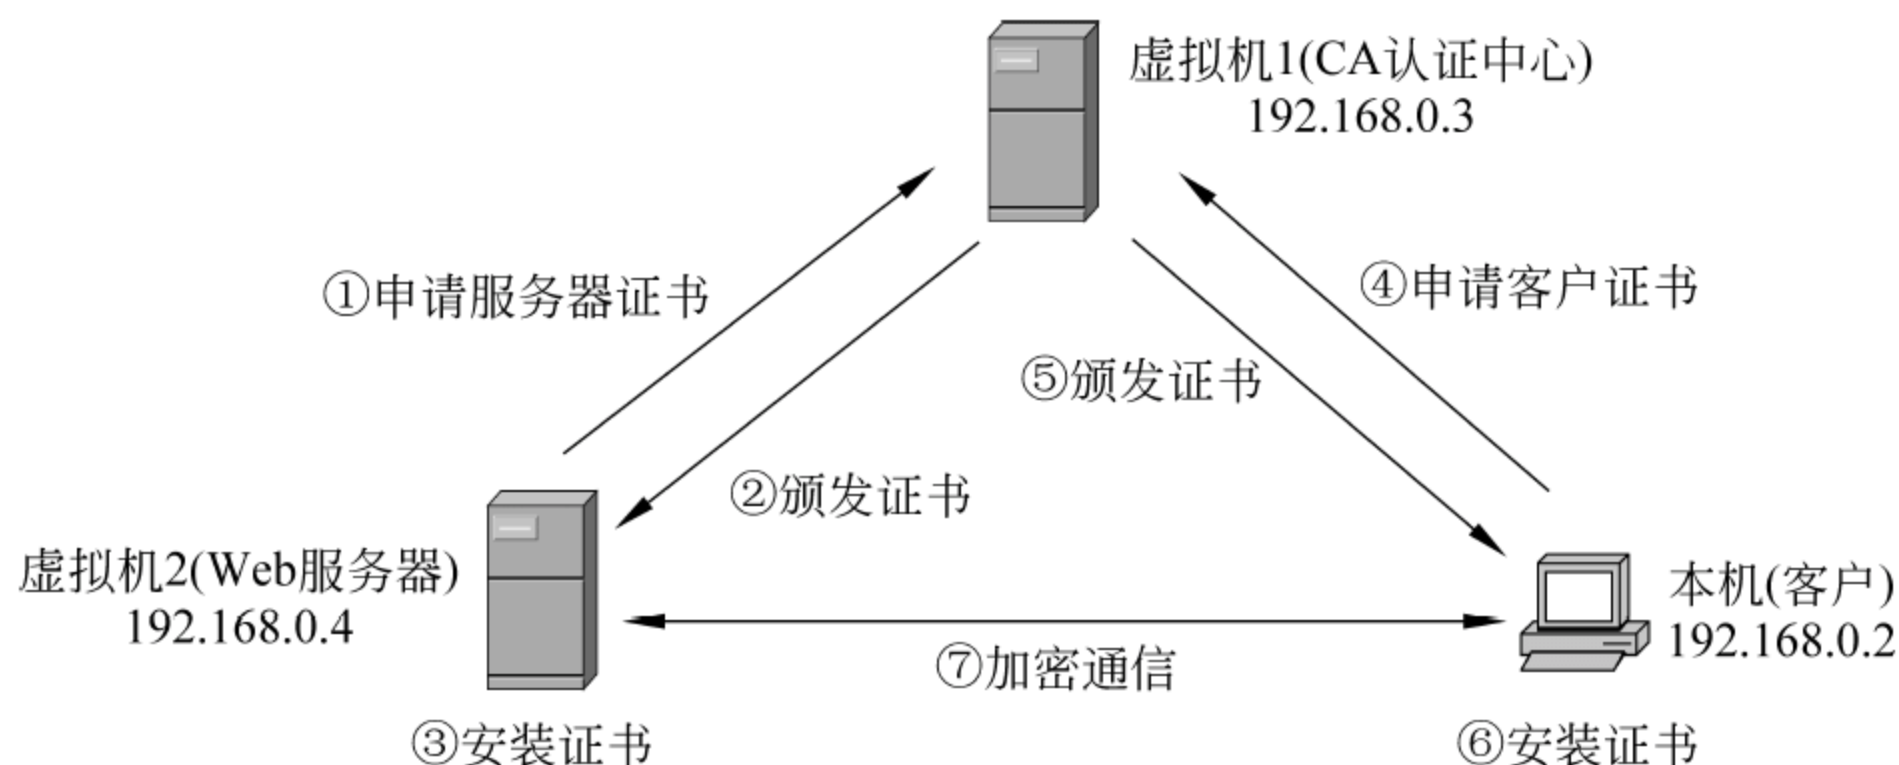 虚拟机1(CA认证中心)
192.168.0.3
①申请服务器证书
④申请客户证书
⑤颁发证书
②颁发证书
虚拟机2(Web服务器)
192.168.0.4
本机(客户)
192.168.0.2
⑦加密通信
③安装证书
⑥安装证书